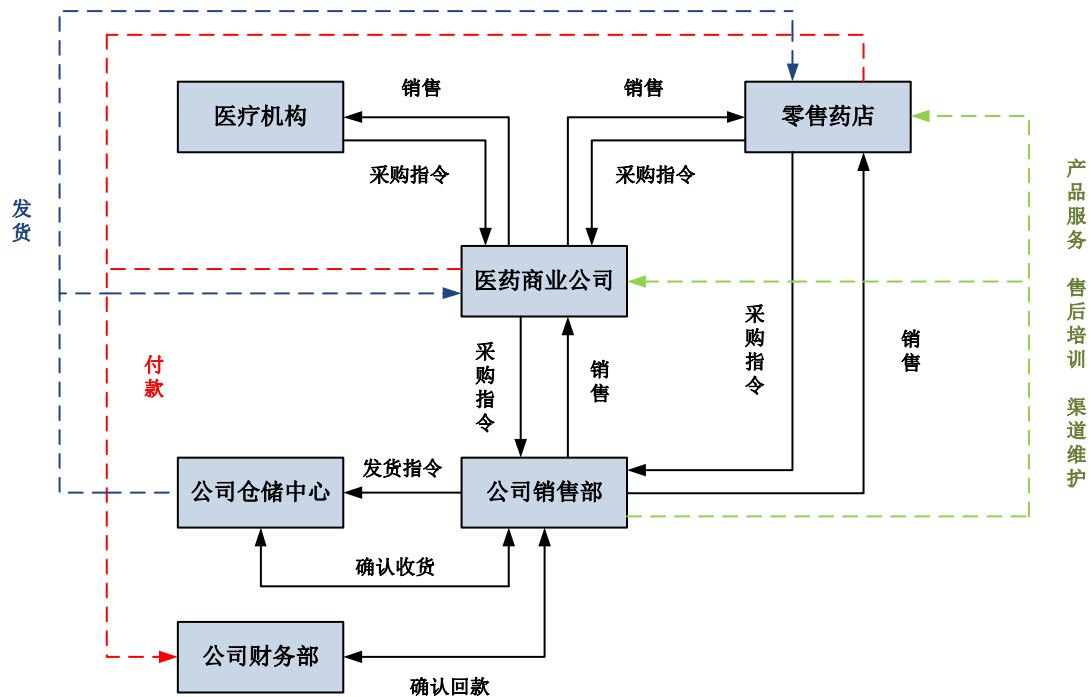 销售
销售
医疗机构
零售药店
采购指令
采购指令
发货
产品服务 售后培训 渠道维护
医药商业公司
采购指令
销售
采购指令
销售
付款
发货指令
公司仓储中心
公司销售部
确认收货
公司财务部
确认回款